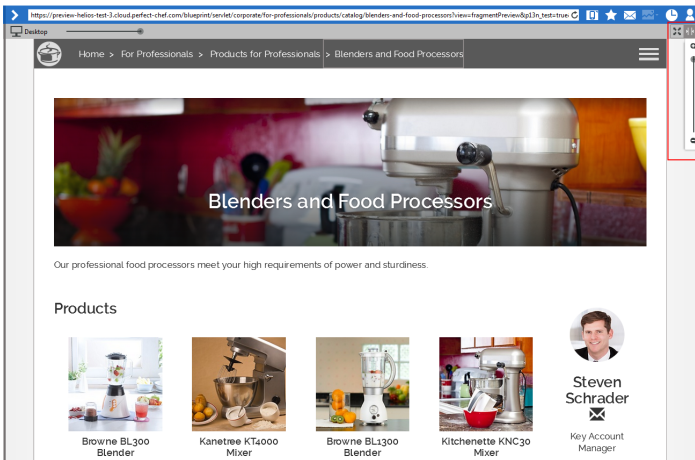 https://preview-helios-test-3.cloud.perfect-chef.com/blueprint/servlet/corporate/for-professionals/products/catalog/blenders-and-food-processors?view=fragmentPreview&p13n_test=true
Desktop
Home > For Professionals > Products for Professionals > Blenders and Food Processors
Blenders and Food Processors
Our professional food processors meet your high requirements of power and sturdiness.
Products
Browne BL300
Blender
Kanetree KT4000
Mixer
Browne BL1300
Blender
Kitchenette KNC30
Mixer
Steven
Schrader
Key Account
Manager